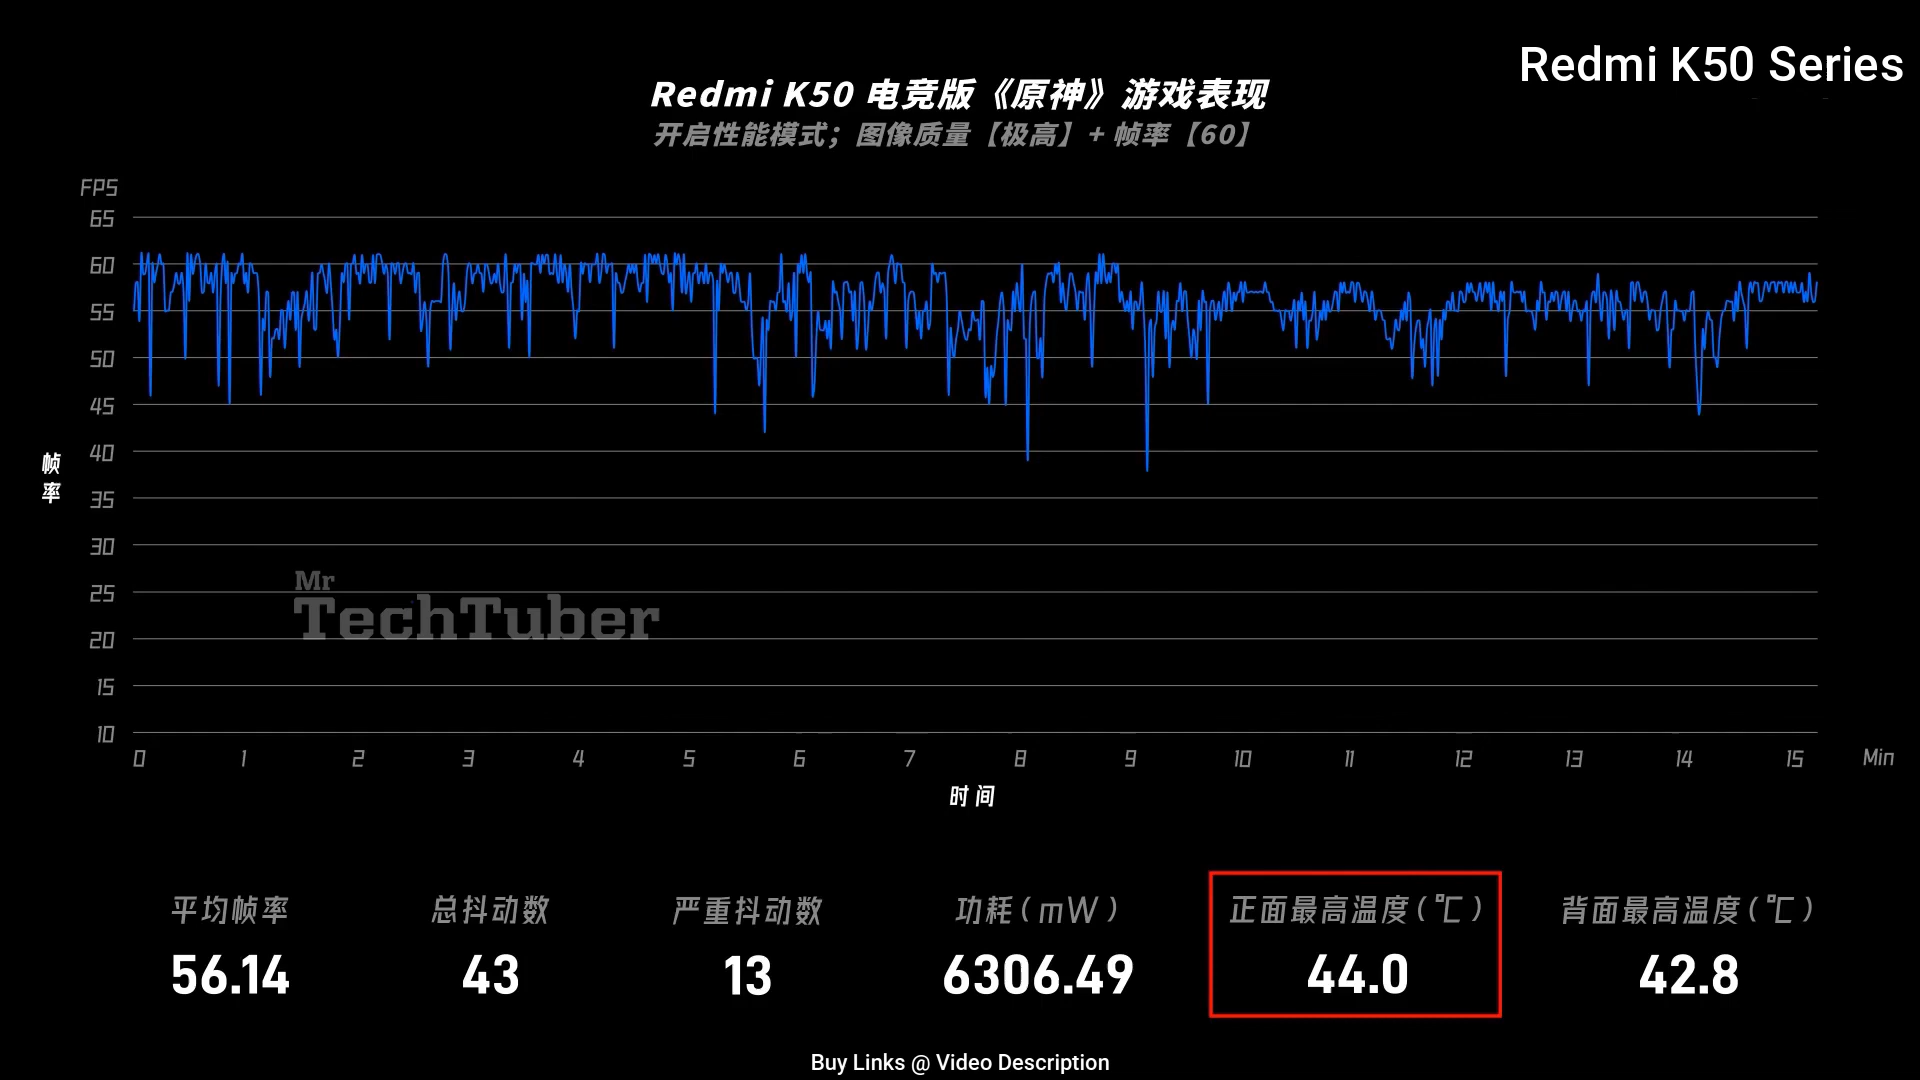 Redmi K50 Series
Redmi K50 电竞版《原神》游戏表现
开启性能模式；图像质量【极高】+ 帧率【60】
FPS
65
60
55
50
45
40
35
30
25
20
15
10
帧率
Mr
TechTuber
0 1 2 3 4 5 6 7 8 9 10 11 12 13 14 15 Min
时间
平均帧率 总抖动数 严重抖动数 功耗(mW) 正面最高温度(℃) 背面最高温度(℃)
56.14 43 13 6306.49 44.0 42.8
Buy Links @ Video Description